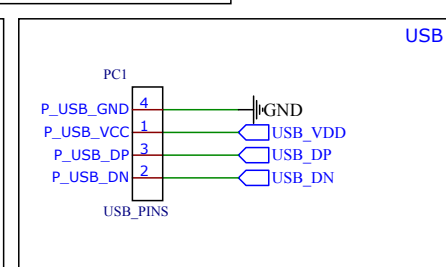 USB
PC1
P_USB_GND 4 GND
P_USB_VCC 1 USB_VDD
P_USB_DP 3 USB_DP
P_USB_DN 2 USB_DN
USB_PINS